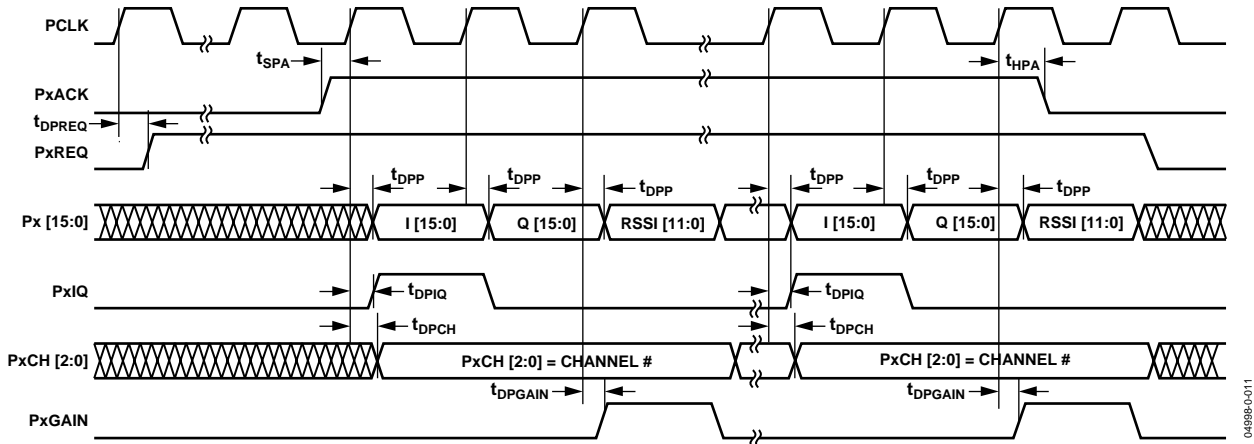 PCLK
tSPA
tHPA
PxACK
tDPREQ
PxREQ
tDPP tDPP tDPP tDPP tDPP tDPP
Px [15:0] I [15:0] Q [15:0] RSSI [11:0] I [15:0] Q [15:0] RSSI [11:0]
PxIQ tDPIQ tDPIQ
tDPCH tDPCH
PxCH [2:0] PxCH [2:0] = CHANNEL # PxCH [2:0] = CHANNEL #
tDPGAIN tDPGAIN
PxGAIN
04998-0-011